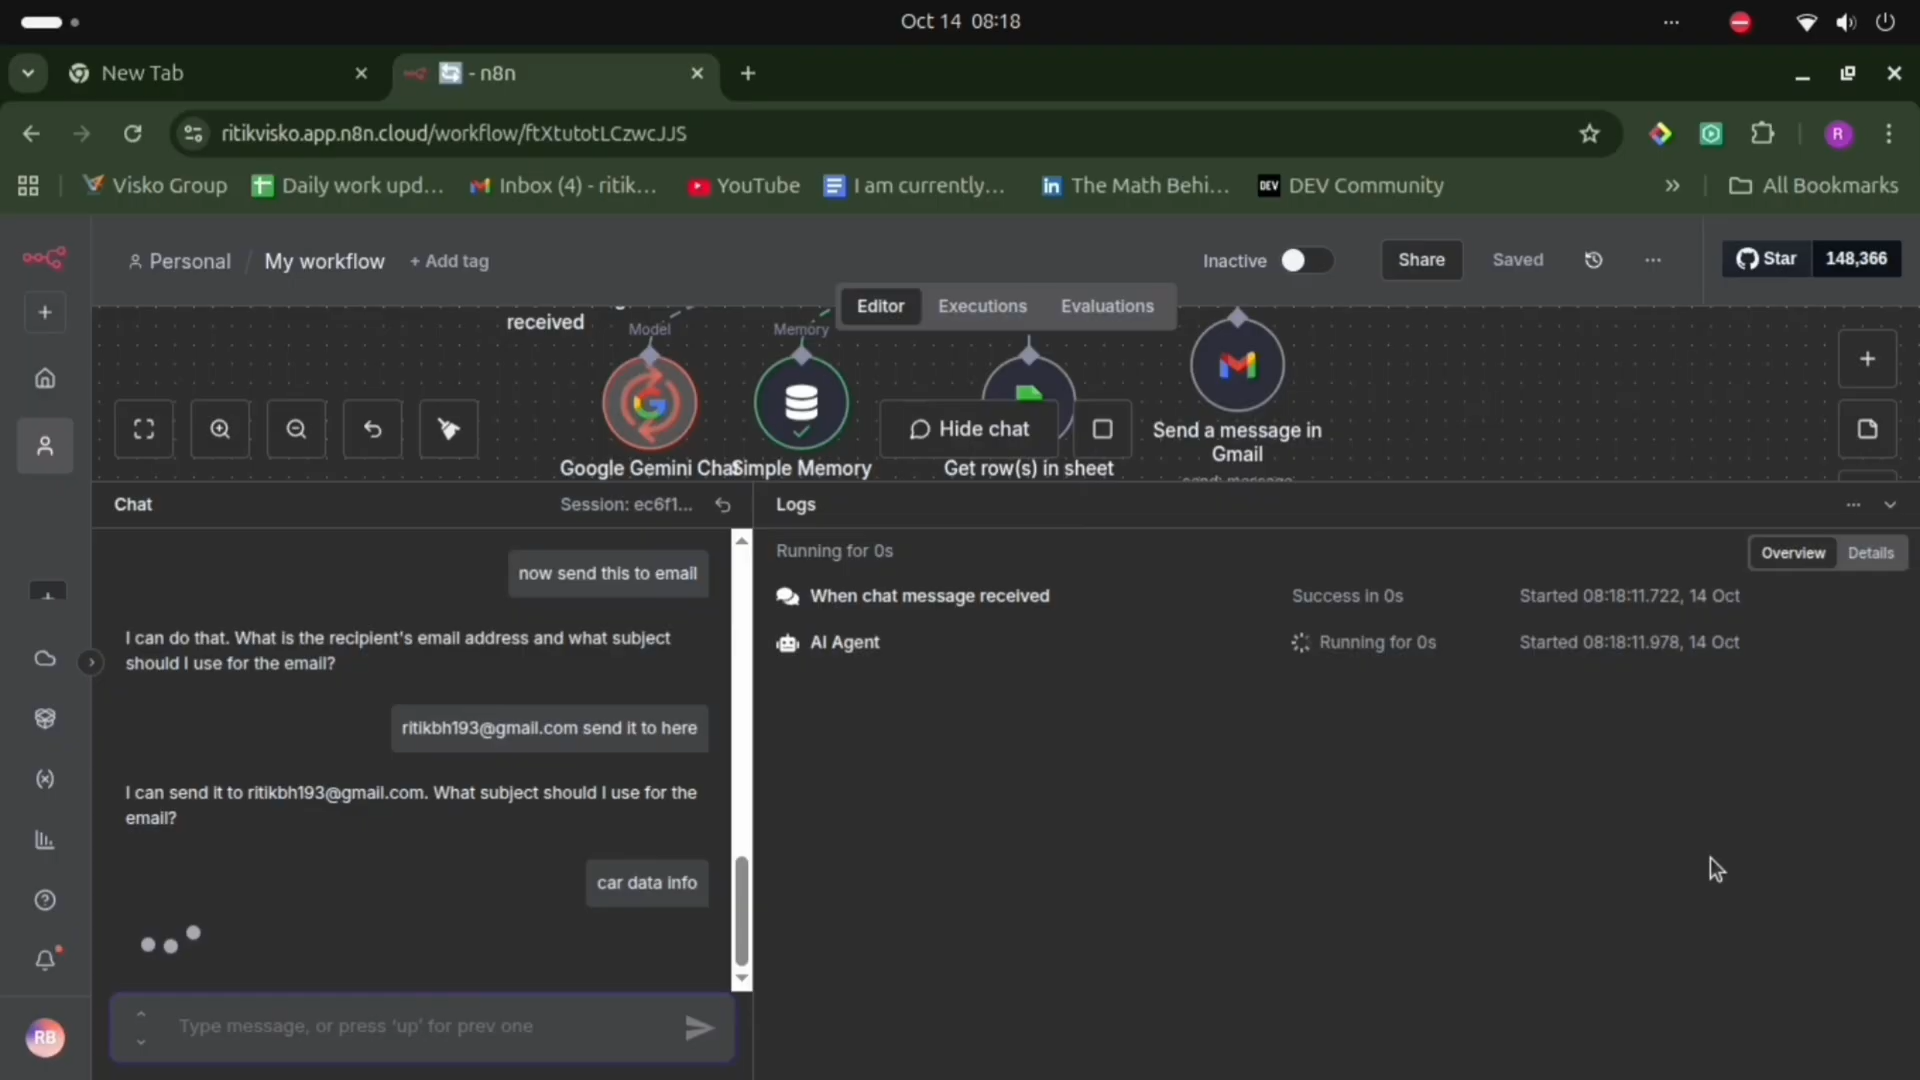 Oct 14 08:18
New Tab
- n8n
ritikvisko.app.n8n.cloud/workflow/ftXtutotLCzwcJJS
R
Visko Group
Daily work upd...
Inbox (4) - ritik...
YouTube
I am currently...
in The Math Behi...
DEV DEV Community
All Bookmarks
Personal / My workflow + Add tag
Inactive
Share
Saved
Star 148,366
Editor Executions Evaluations
received
Model
Memory
Hide chat
Send a message in
Gmail
Google Gemini Chat
Simple Memory
Get row(s) in sheet
send: message
Chat
Session: ec6f1...
Logs
now send this to email
I can do that. What is the recipient's email address and what subject
should I use for the email?
ritikbh193@gmail.com send it to here
I can send it to ritikbh193@gmail.com. What subject should I use for the
email?
car data info
Type message, or press 'up' for prev one
Running for 0s
Overview Details
When chat message received Success in 0s Started 08:18:11.722, 14 Oct
AI Agent Running for 0s Started 08:18:11.978, 14 Oct
RB